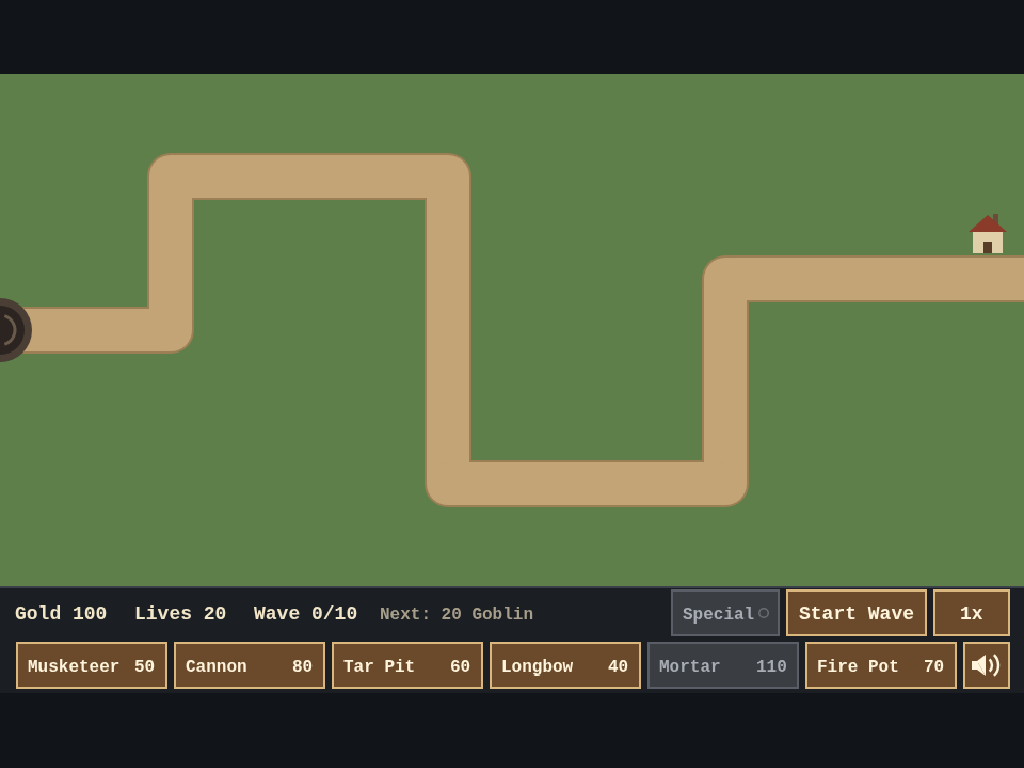 Gold 100 Lives 20 Wave 0/10 Next: 20 Goblin Special Start Wave 1x
Musketeer 50 Cannon 80 Tar Pit 60 Longbow 40 Mortar 110 Fire Pot 70